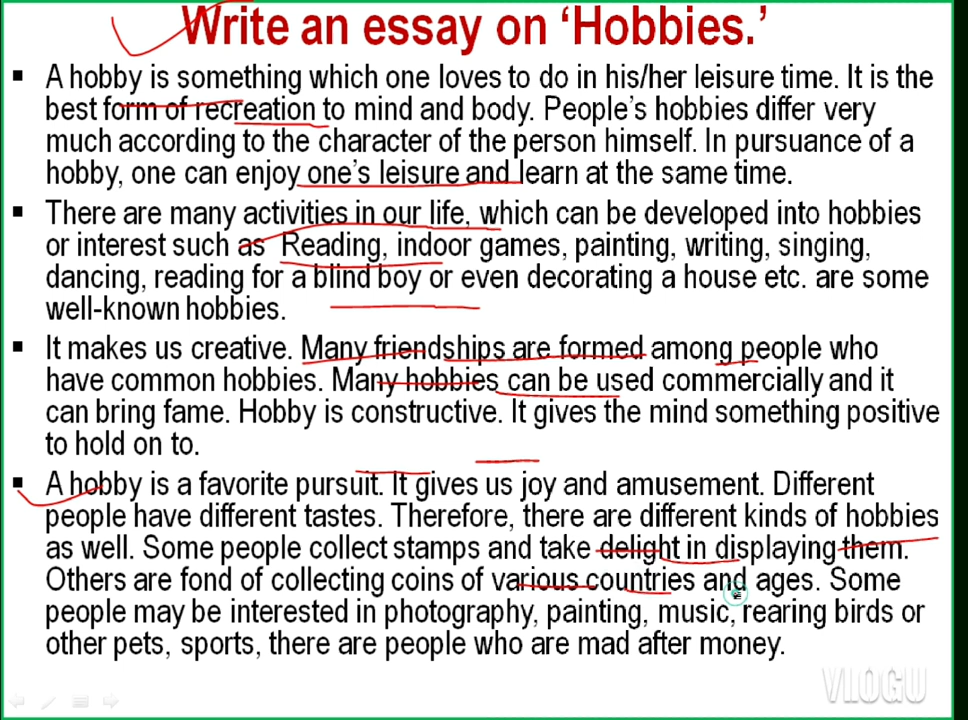 Write an essay on ‘Hobbies.’
▪ A hobby is something which one loves to do in his/her leisure time. It is the
best form of recreation to mind and body. People’s hobbies differ very
much according to the character of the person himself. In pursuance of a
hobby, one can enjoy one’s leisure and learn at the same time.
▪ There are many activities in our life, which can be developed into hobbies
or interest such as Reading, indoor games, painting, writing, singing,
dancing, reading for a blind boy or even decorating a house etc. are some
well-known hobbies.
▪ It makes us creative. Many friendships are formed among people who
have common hobbies. Many hobbies can be used commercially and it
can bring fame. Hobby is constructive. It gives the mind something positive
to hold on to.
▪ A hobby is a favorite pursuit. It gives us joy and amusement. Different
people have different tastes. Therefore, there are different kinds of hobbies
as well. Some people collect stamps and take delight in displaying them.
Others are fond of collecting coins of various countries and ages. Some
people may be interested in photography, painting, music, rearing birds or
other pets, sports, there are people who are mad after money.
VLOGW